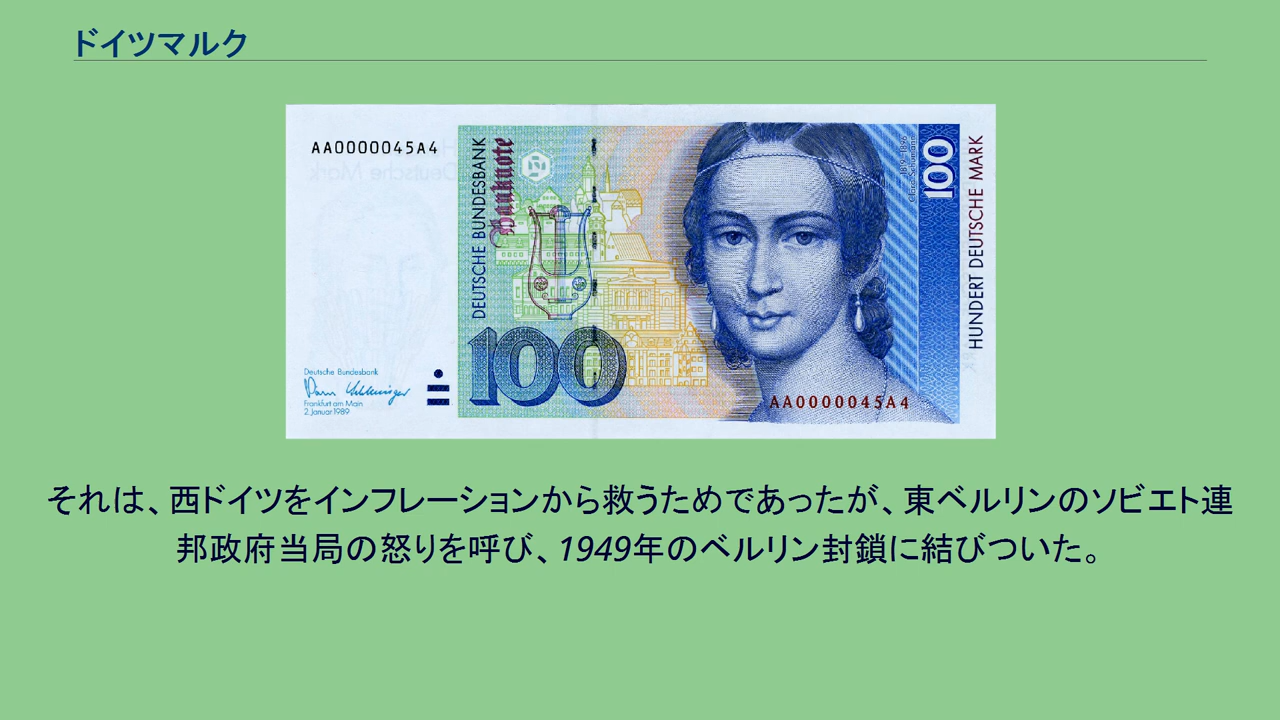 ドイツマルク
AA0000045A4
DEUTSCHE BUNDESBANK
Banknote
100
Clara Schumann
1819-1896
100
HUNDERT DEUTSCHE MARK
Deutsche Bundesbank
Frankfurt am Main
2. Januar 1989
AA0000045A4
それは、西ドイツをインフレーションから救うためであったが、東ベルリンのソビエト連
邦政府当局の怒りを呼び、1949年のベルリン封鎖に結びついた。